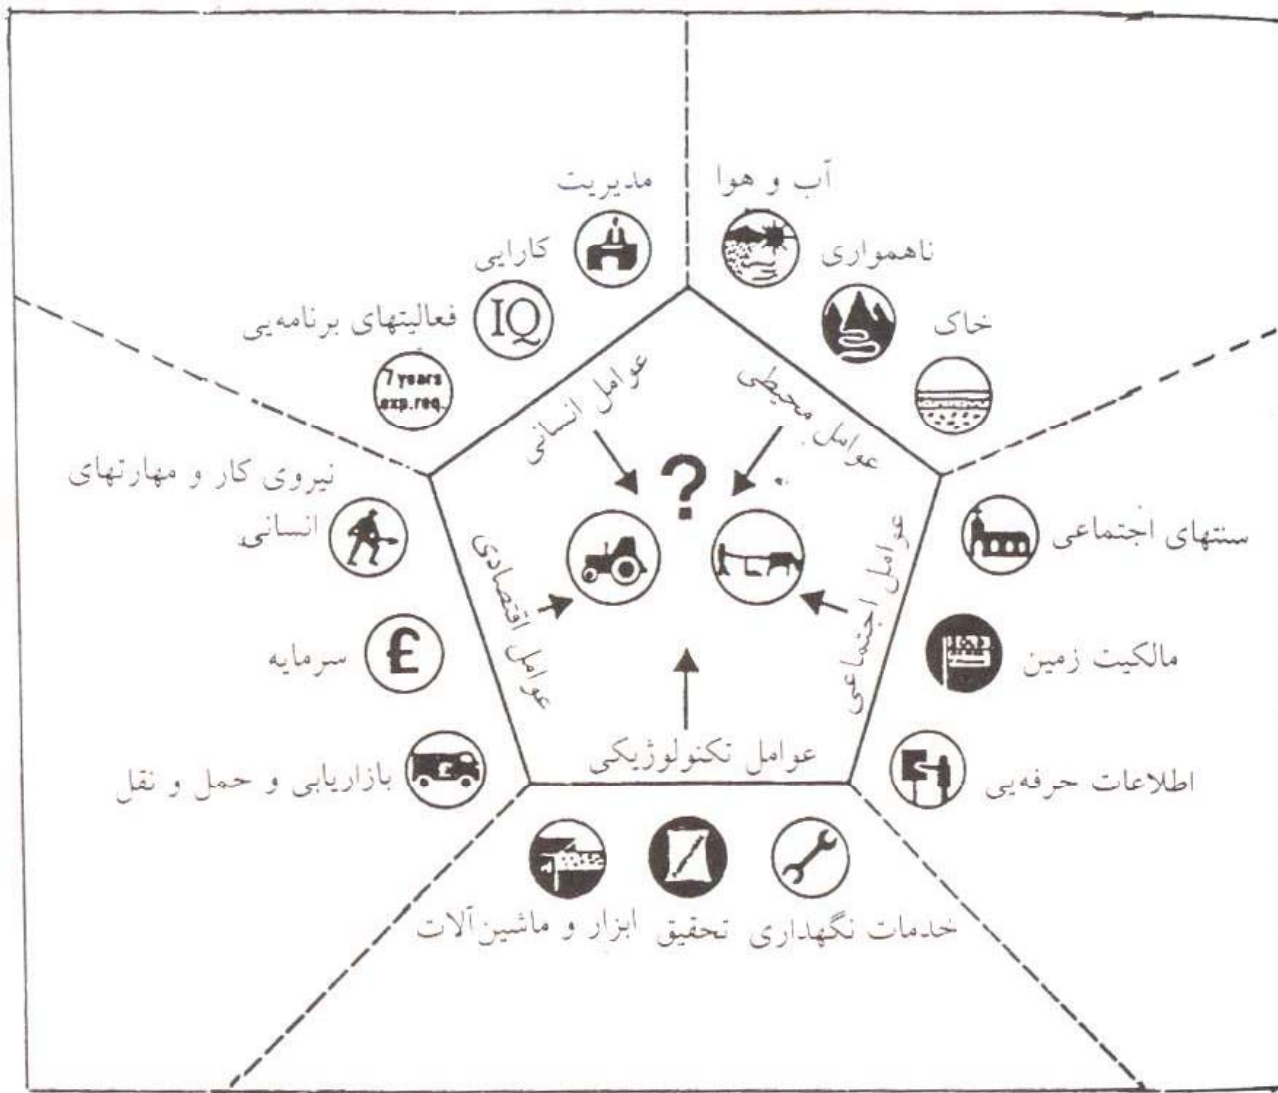 آب و هوا
ناهمواری
خاک
مدیریت
کارایی
IQ
فعالیتهای برنامه‌یی
7 years
exp.req.
عوامل محیطی
عوامل انسانی
?
عوامل اجتماعی
عوامل اقتصادی
عوامل تکنولوژیکی
سنتهای اجتماعی
مالکیت زمین
اطلاعات حرفه‌یی
نیروی کار و مهارتهای
انسانی
£
سرمایه
£
بازاریابی و حمل و نقل
خدمات نگهداری تحقیق ابزار و ماشین‌آلات